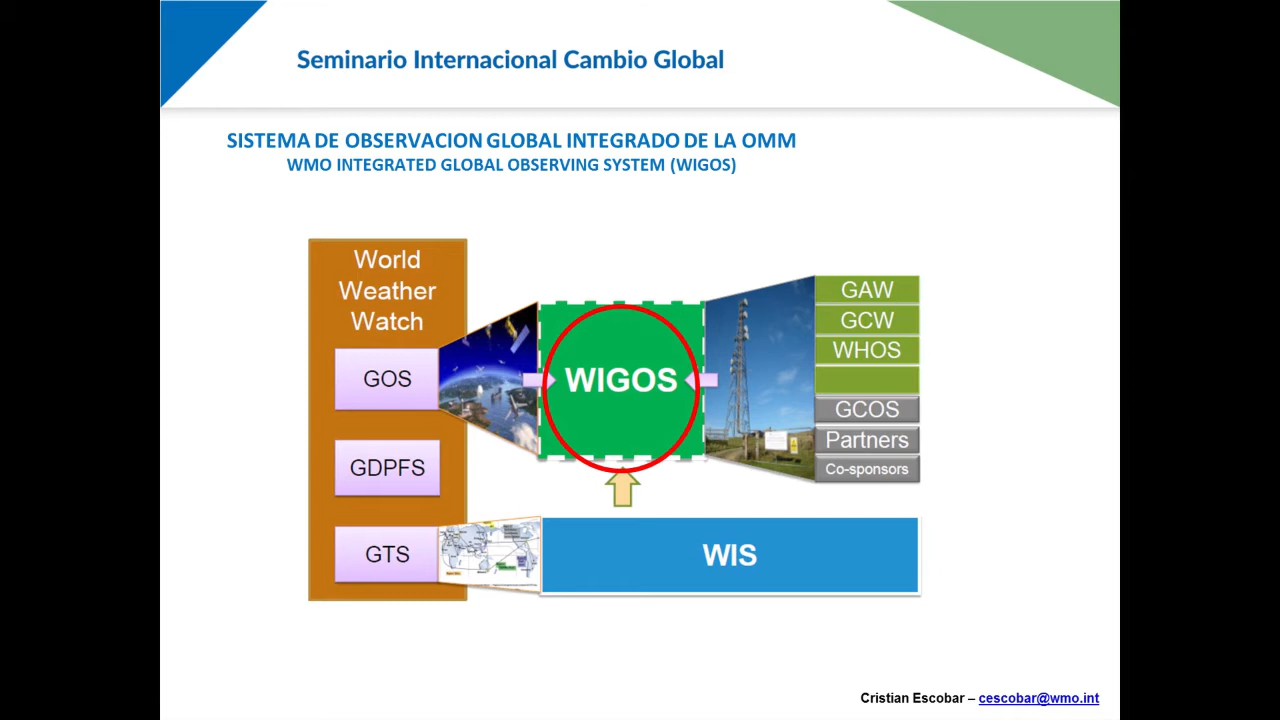 Seminario Internacional Cambio Global
SISTEMA DE OBSERVACION GLOBAL INTEGRADO DE LA OMM
WMO INTEGRATED GLOBAL OBSERVING SYSTEM (WIGOS)
World
Weather
Watch
GOS
GDPFS
GTS
WIGOS
GAW
GCW
WHOS
GCOS
Partners
Co-sponsors
WIS
Cristian Escobar – cescobar@wmo.int